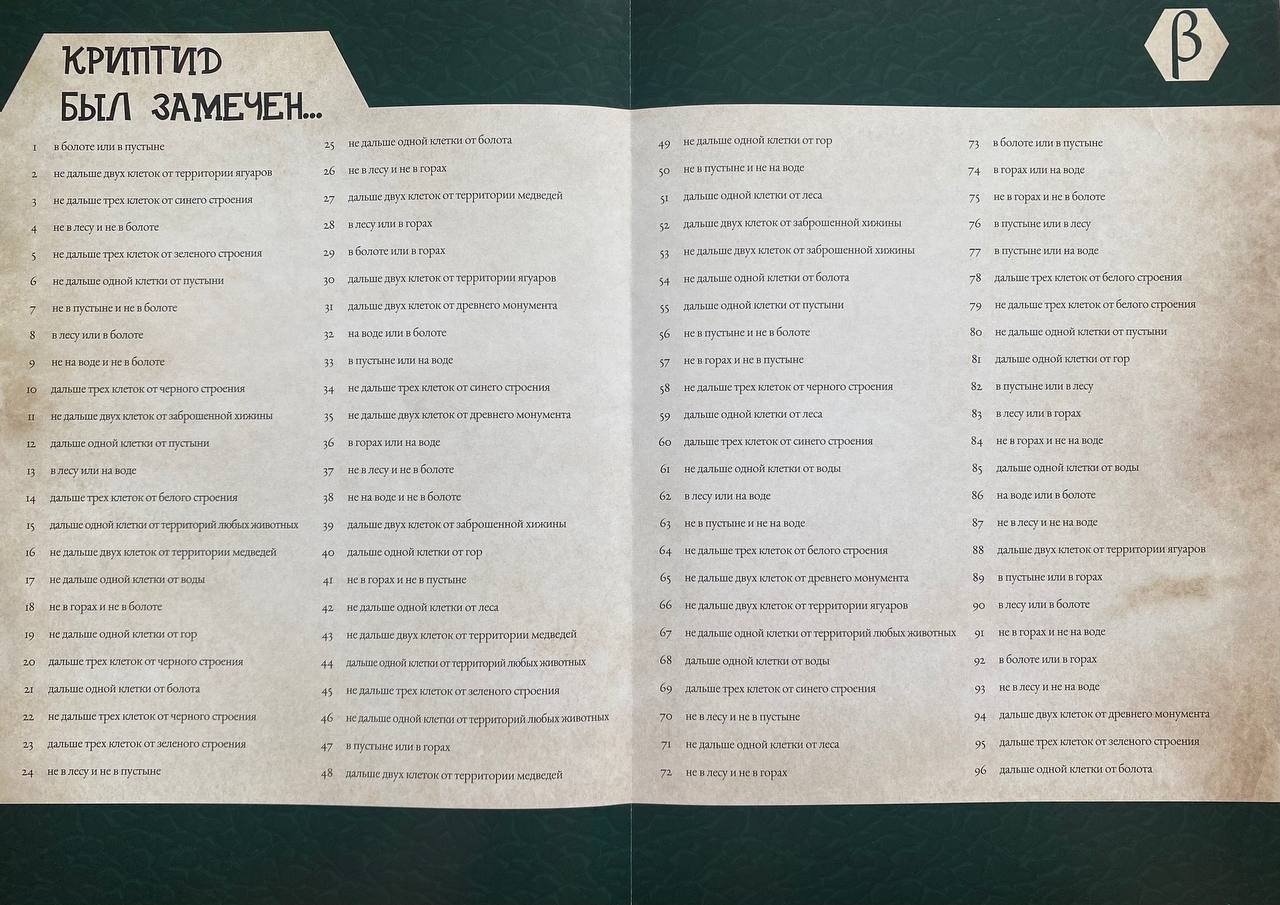 КРИПТИД
БЫЛ ЗАМЕЧЕН...
β
1 в болоте или в пустыне
2 не дальше двух клеток от территории ягуаров
3 не дальше трех клеток от синего строения
4 не в лесу и не в болоте
5 не дальше трех клеток от зеленого строения
6 не дальше одной клетки от пустыни
7 не в пустыне и не в болоте
8 в лесу или в болоте
9 не на воде и не в болоте
10 дальше трех клеток от черного строения
11 не дальше двух клеток от заброшенной хижины
12 дальше одной клетки от пустыни
13 в лесу или на воде
14 дальше трех клеток от белого строения
15 дальше одной клетки от территорий любых животных
16 не дальше двух клеток от территории медведей
17 не дальше одной клетки от воды
18 не в горах и не в болоте
19 не дальше одной клетки от гор
20 дальше трех клеток от черного строения
21 дальше одной клетки от болота
22 не дальше трех клеток от черного строения
23 дальше трех клеток от зеленого строения
24 не в лесу и не в пустыне
25 не дальше одной клетки от болота
26 не в лесу и не в горах
27 дальше двух клеток от территории медведей
28 в лесу или в горах
29 в болоте или в горах
30 дальше двух клеток от территории ягуаров
31 дальше двух клеток от древнего монумента
32 на воде или в болоте
33 в пустыне или на воде
34 не дальше трех клеток от синего строения
35 не дальше двух клеток от древнего монумента
36 в горах или на воде
37 не в лесу и не в болоте
38 не на воде и не в болоте
39 дальше двух клеток от заброшенной хижины
40 дальше одной клетки от гор
41 не в горах и не в пустыне
42 не дальше одной клетки от леса
43 не дальше двух клеток от территории медведей
44 дальше одной клетки от территорий любых животных
45 не дальше трех клеток от зеленого строения
46 не дальше одной клетки от территорий любых животных
47 в пустыне или в горах
48 дальше двух клеток от территории медведей
49 не дальше одной клетки от гор
50 не в пустыне и не на воде
51 дальше одной клетки от леса
52 дальше двух клеток от заброшенной хижины
53 не дальше двух клеток от заброшенной хижины
54 не дальше одной клетки от болота
55 дальше одной клетки от пустыни
56 не в пустыне и не в болоте
57 не в горах и не в пустыне
58 не дальше трех клеток от черного строения
59 дальше одной клетки от леса
60 дальше трех клеток от синего строения
61 не дальше одной клетки от воды
62 в лесу или на воде
63 не в пустыне и не на воде
64 не дальше трех клеток от белого строения
65 не дальше двух клеток от древнего монумента
66 не дальше двух клеток от территории ягуаров
67 не дальше одной клетки от территорий любых животных
68 дальше одной клетки от воды
69 дальше трех клеток от синего строения
70 не в лесу и не в пустыне
71 не дальше одной клетки от леса
72 не в лесу и не в горах
73 в болоте или в пустыне
74 в горах или на воде
75 не в горах и не в болоте
76 в пустыне или в лесу
77 в пустыне или на воде
78 дальше трех клеток от белого строения
79 не дальше трех клеток от белого строения
80 не дальше одной клетки от пустыни
81 дальше одной клетки от гор
82 в пустыне или в лесу
83 в лесу или в горах
84 не в горах и не на воде
85 дальше одной клетки от воды
86 на воде или в болоте
87 не в лесу и не на воде
88 дальше двух клеток от территории ягуаров
89 в пустыне или в горах
90 в лесу или в болоте
91 не в горах и не на воде
92 в болоте или в горах
93 не в лесу и не на воде
94 дальше двух клеток от древнего монумента
95 дальше трех клеток от зеленого строения
96 дальше одной клетки от болота